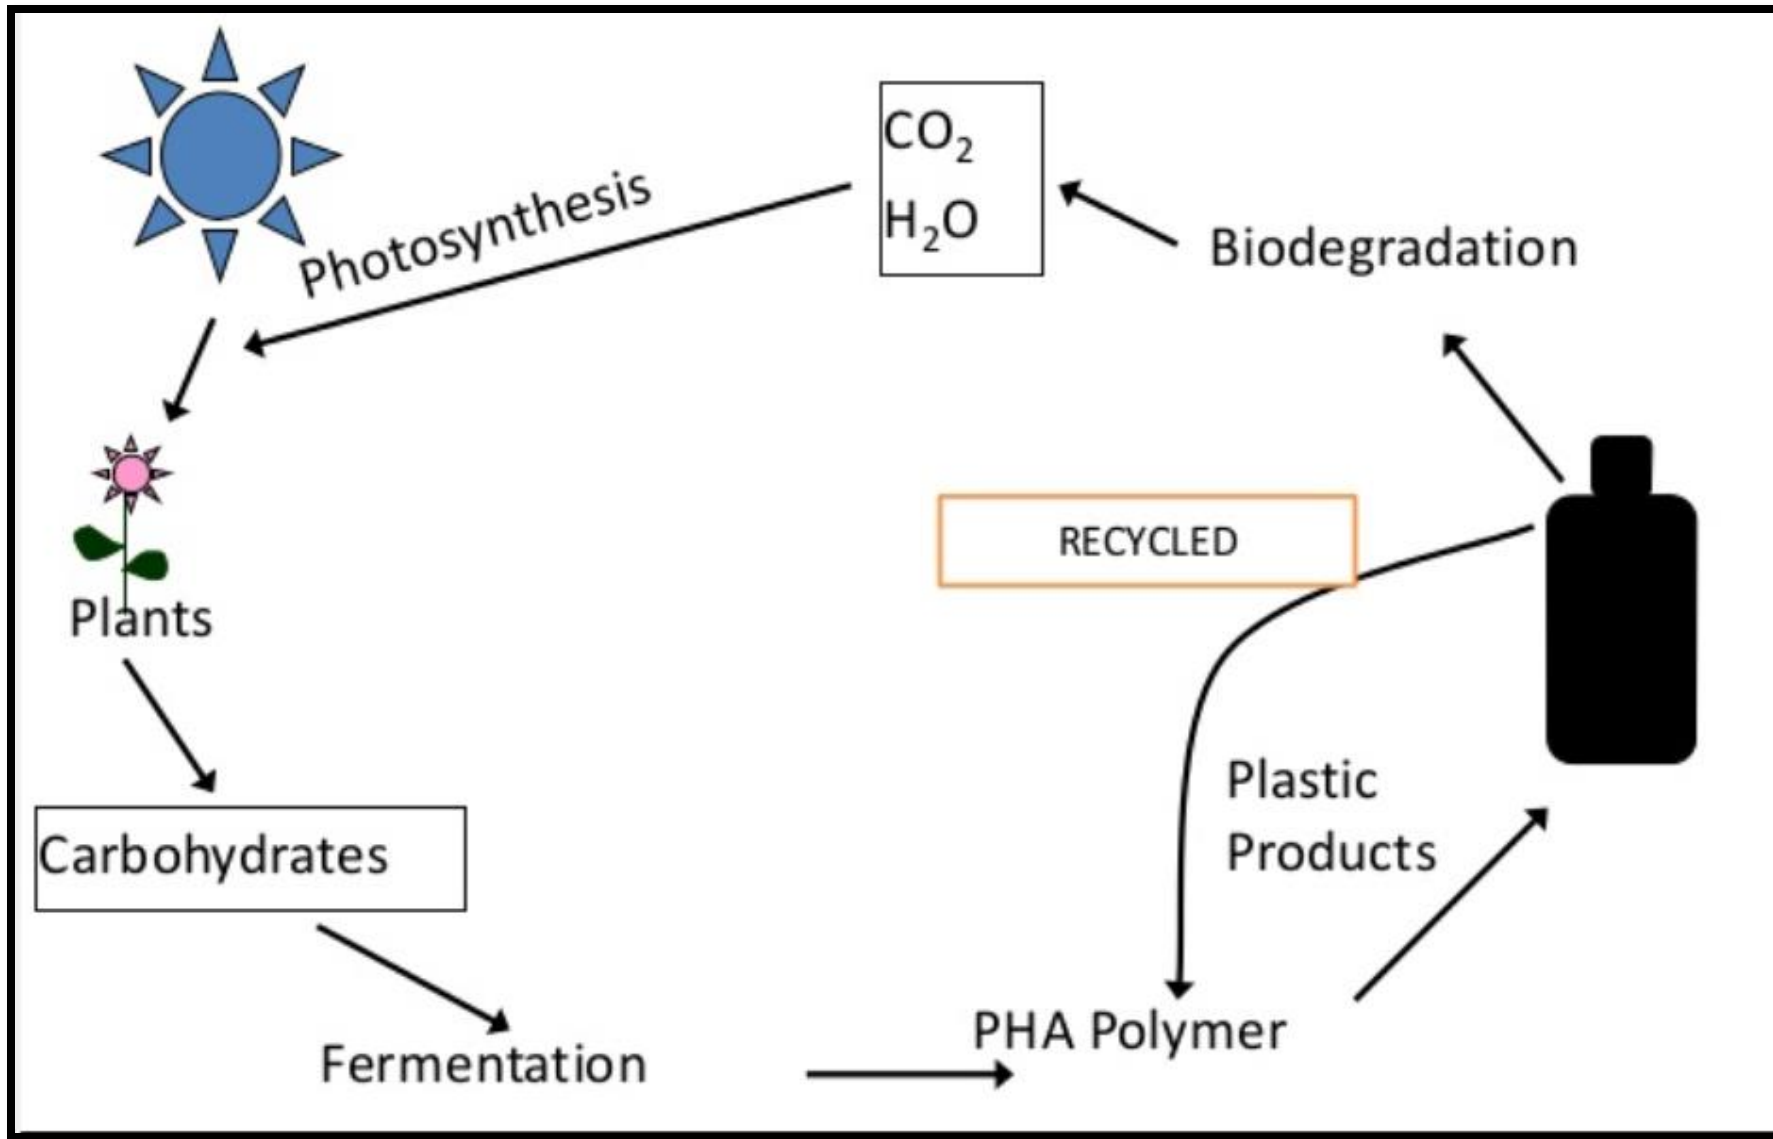 CO₂
H₂O
Photosynthesis
Biodegradation
RECYCLED
Plants
Plastic
Products
Carbohydrates
PHA Polymer
Fermentation